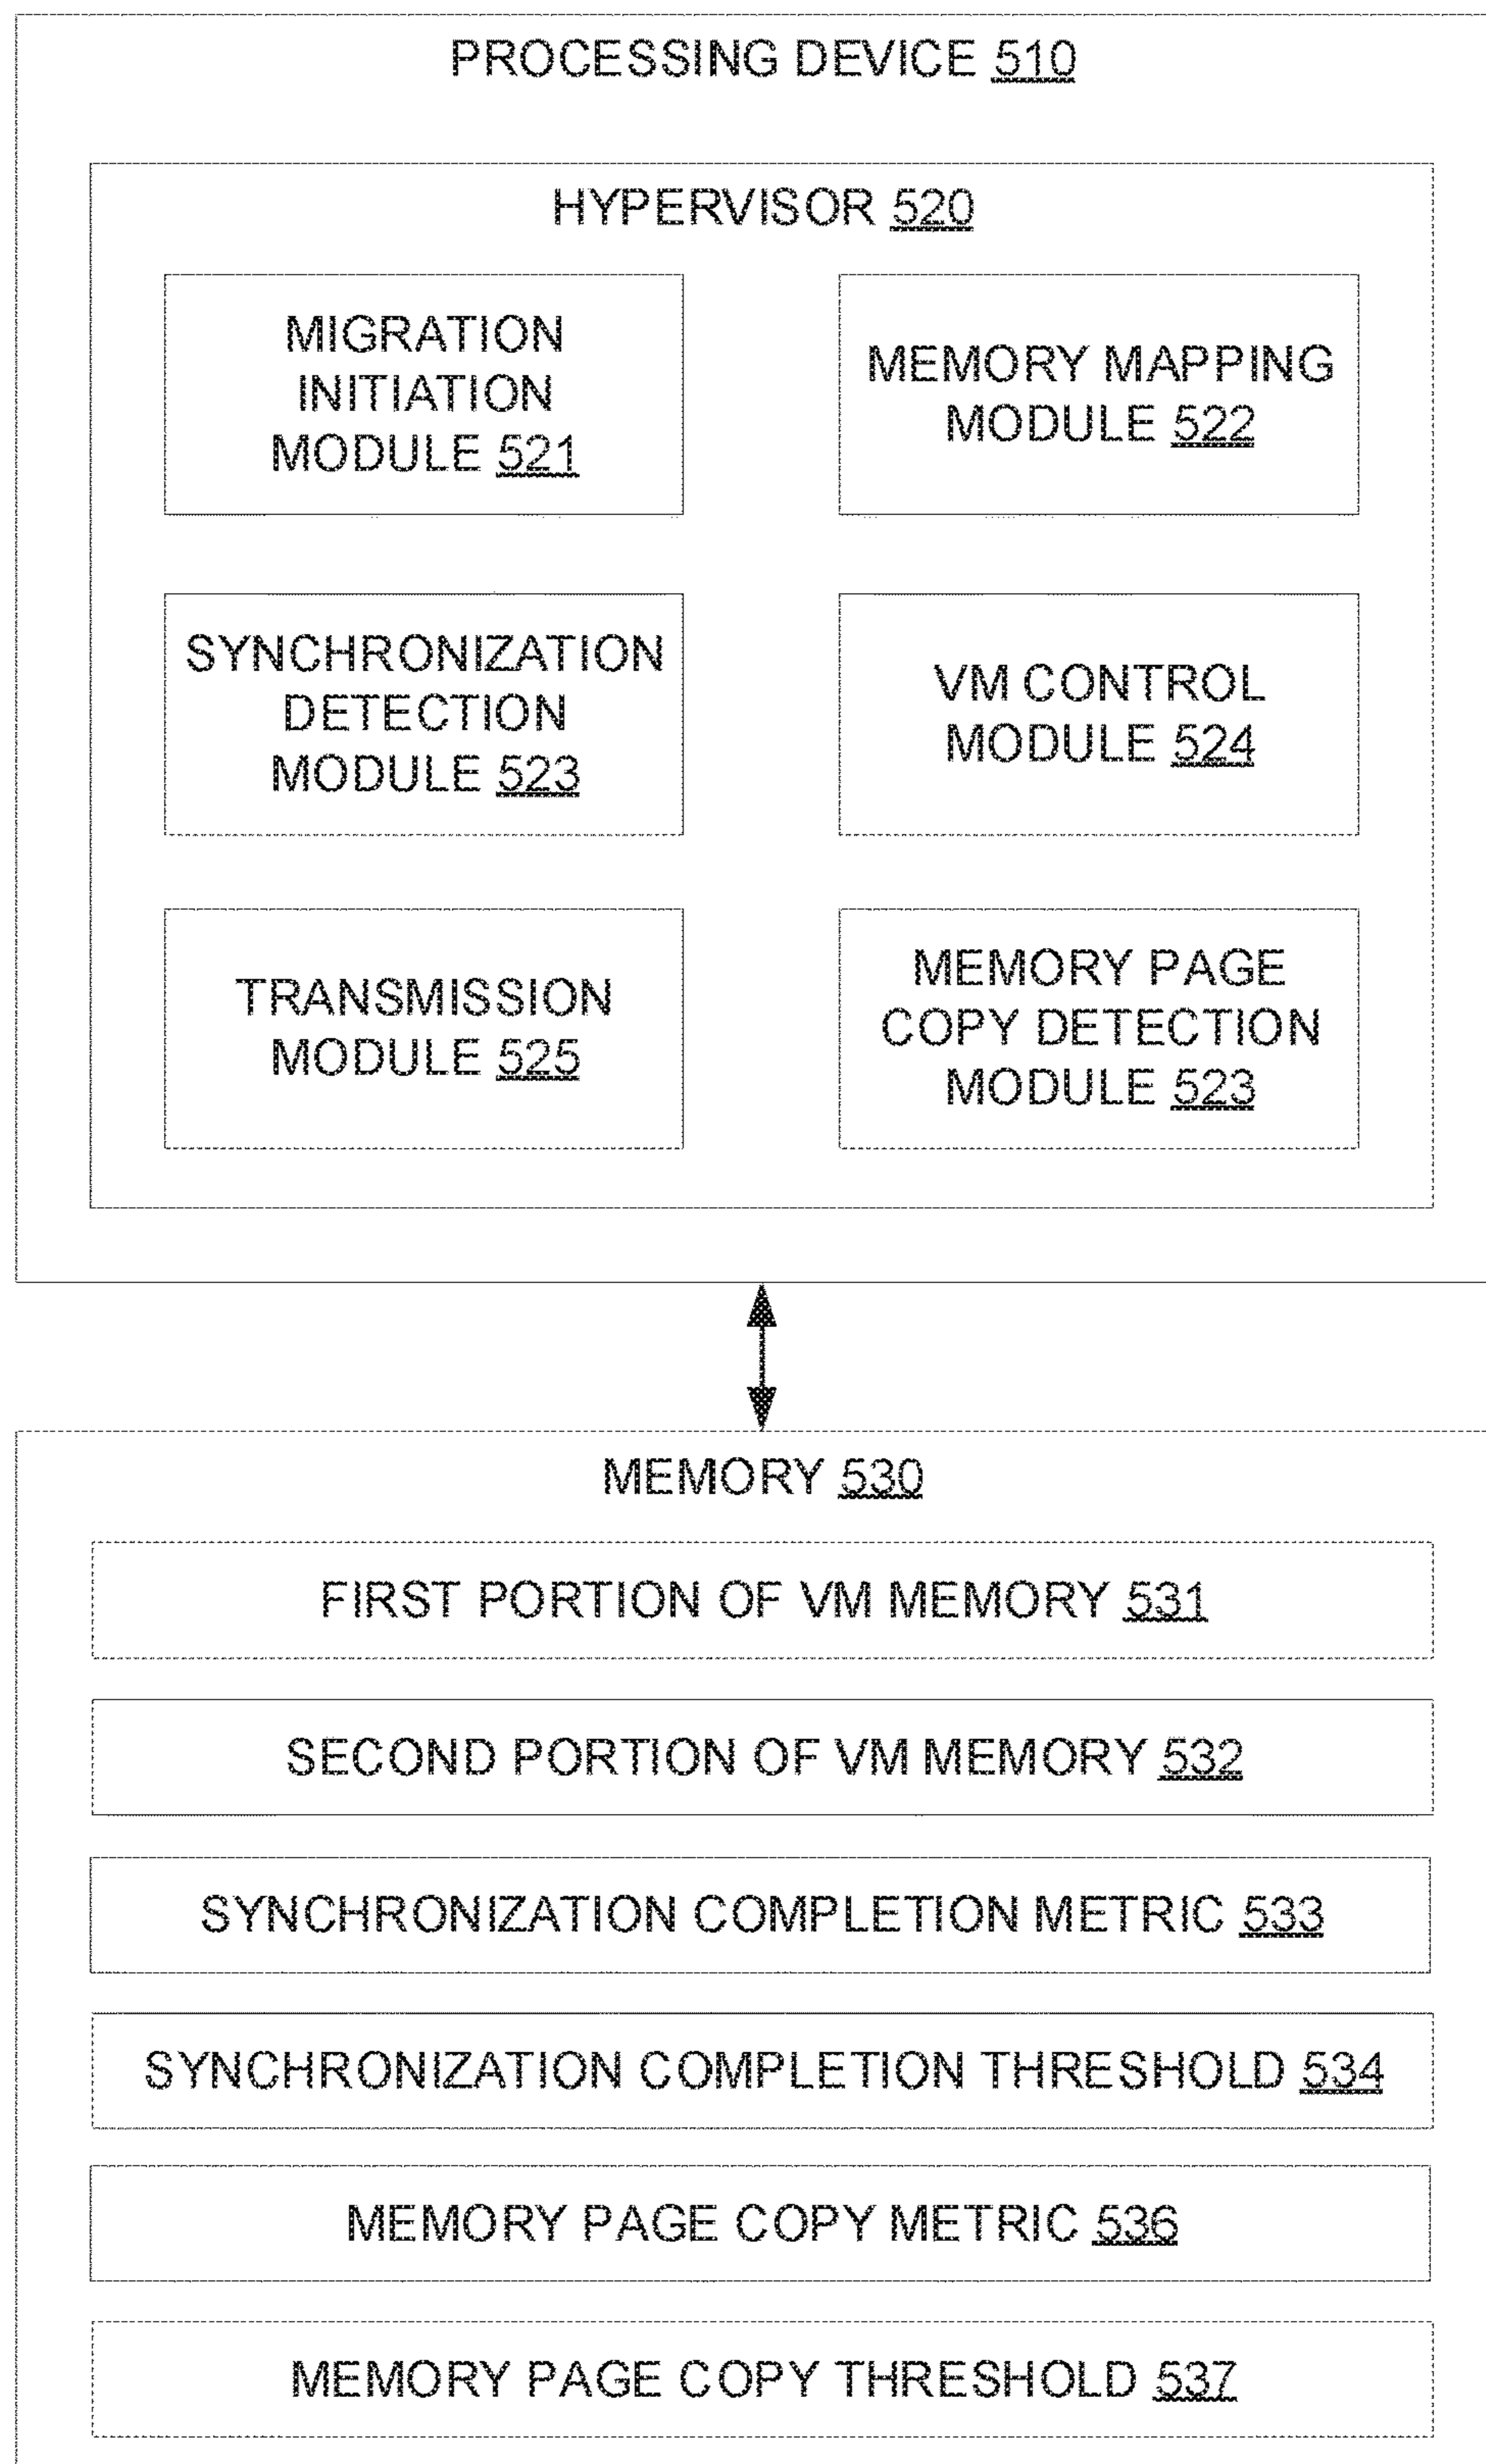 PROCESSING DEVICE 510
HYPERVISOR 520
MIGRATION
INITIATION
MODULE 521
MEMORY MAPPING
MODULE 522
SYNCHRONIZATION
DETECTION
MODULE 523
VM CONTROL
MODULE 524
TRANSMISSION
MODULE 525
MEMORY PAGE
COPY DETECTION
MODULE 523
MEMORY 530
FIRST PORTION OF VM MEMORY 531
SECOND PORTION OF VM MEMORY 532
SYNCHRONIZATION COMPLETION METRIC 533
SYNCHRONIZATION COMPLETION THRESHOLD 534
MEMORY PAGE COPY METRIC 536
MEMORY PAGE COPY THRESHOLD 537